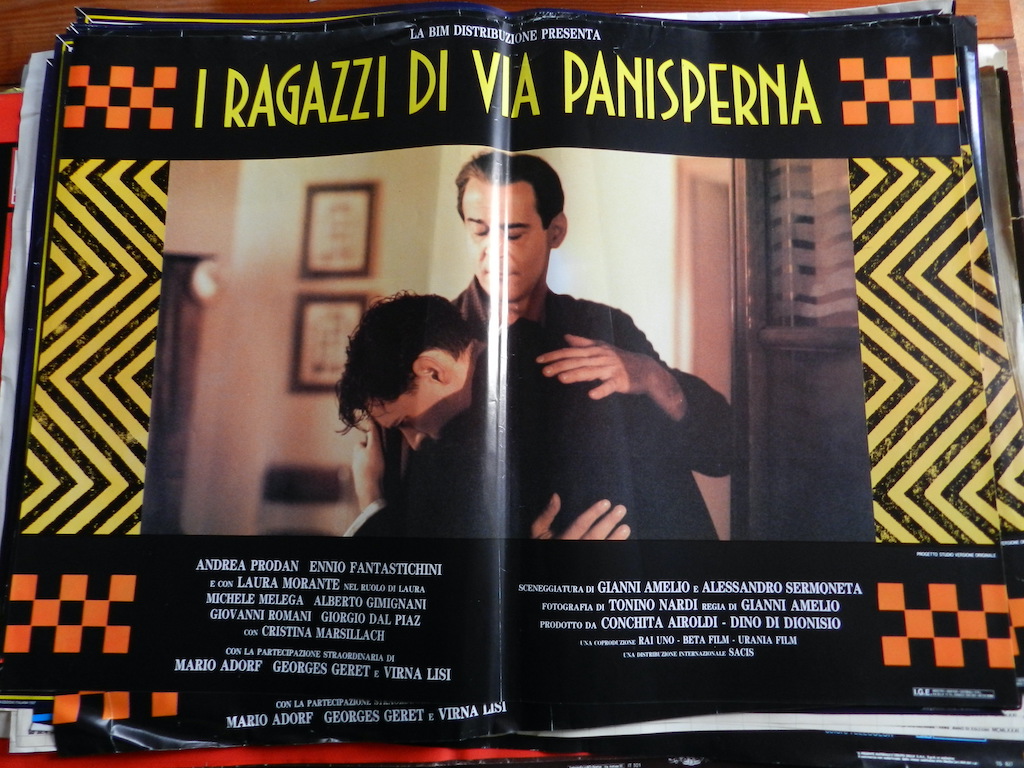 LA BIM DISTRIBUZIONE PRESENTA
I RAGAZZI DI VIA PANISPERNA
PROGETTO STUDIO VERSIONE ORIGINALE
ANDREA PRODAN ENNIO FANTASTICHINI
E CON LAURA MORANTE NEL RUOLO DI LAURA
MICHELE MELEGA ALBERTO GIMIGNANI
GIOVANNI ROMANI GIORGIO DAL PIAZ
CON CRISTINA MARSILLACH
CON LA PARTECIPAZIONE STRAORDINARIA DI
MARIO ADORF GEORGES GERET E VIRNA LISI
SCENEGGIATURA DI GIANNI AMELIO E ALESSANDRO SERMONETA
FOTOGRAFIA DI TONINO NARDI REGIA DI GIANNI AMELIO
PRODOTTO DA CONCHITA AIROLDI - DINO DI DIONISIO
UNA COPRODUZIONE RAI UNO - BETA FILM - URANIA FILM
UNA DISTRIBUZIONE INTERNAZIONALE SACIS
I.G.E.
CON LA PARTECIPAZIONE
MARIO ADORF GEORGES GERET E VIRNA LISI